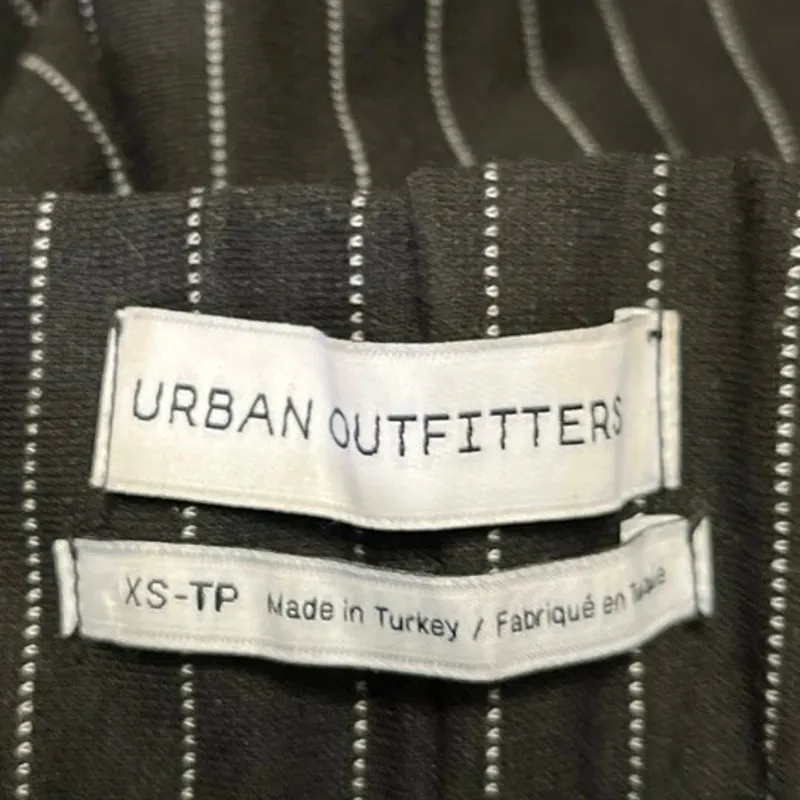 URBAN OUTFITTERS
XS-TP Made in Turkey / Fabriqué en